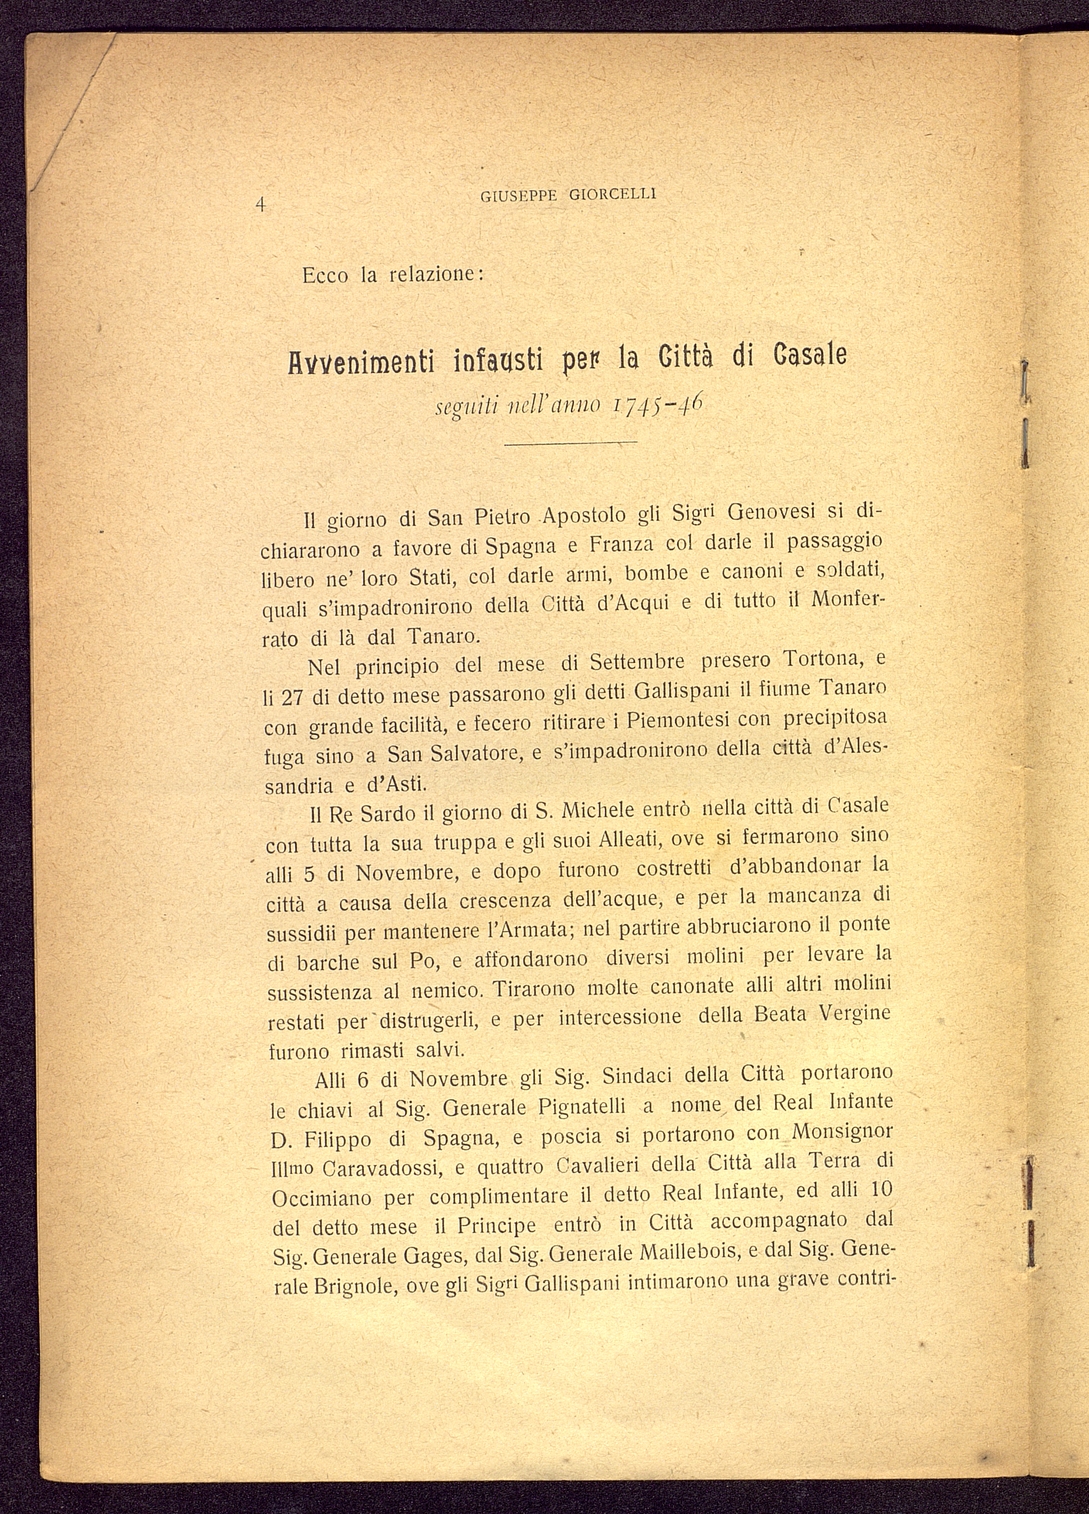 4
GIUSEPPE GIORCELLI
Ecco la relazione:
Avvenimenti infausti per la Città di Casale
seguiti nell'anno 1745-46
Il giorno di San Pietro Apostolo gli Sigri Genovesi si di-
chiararono a favore di Spagna e Franza col darle il passaggio
libero ne' loro Stati, col darle armi, bombe e canoni e soldati,
quali s'impadronirono della Città d'Acqui e di tutto il Monfer-
rato di là dal Tanaro.
Nel principio del mese di Settembre presero Tortona, e
li 27 di detto mese passarono gli detti Gallispani il fiume Tanaro
con grande facilità, e fecero ritirare i Piemontesi con precipitosa
fuga sino a San Salvatore, e s'impadronirono della città d'Ales-
sandria e d'Asti.
Il Re Sardo il giorno di S. Michele entrò nella città di Casale
con tutta la sua truppa e gli suoi Alleati, ove si fermarono sino
alli 5 di Novembre, e dopo furono costretti d'abbandonar la
città a causa della crescenza dell'acque, e per la mancanza di
sussidii per mantenere l'Armata; nel partire abbruciarono il ponte
di barche sul Po, e affondarono diversi molini per levare la
sussistenza al nemico. Tirarono molte canonate alli altri molini
restati per distrugerli, e per intercessione della Beata Vergine
furono rimasti salvi.
Alli 6 di Novembre gli Sig. Sindaci della Città portarono
le chiavi al Sig. Generale Pignatelli a nome del Real Infante
D. Filippo di Spagna, e poscia si portarono con Monsignor
Illmo Caravadossi, e quattro Cavalieri della Città alla Terra di
Occimiano per complimentare il detto Real Infante, ed alli 10
del detto mese il Principe entrò in Città accompagnato dal
Sig. Generale Gages, dal Sig. Generale Maillebois, e dal Sig. Gene-
rale Brignole, ove gli Sigri Gallispani intimarono una grave contri-